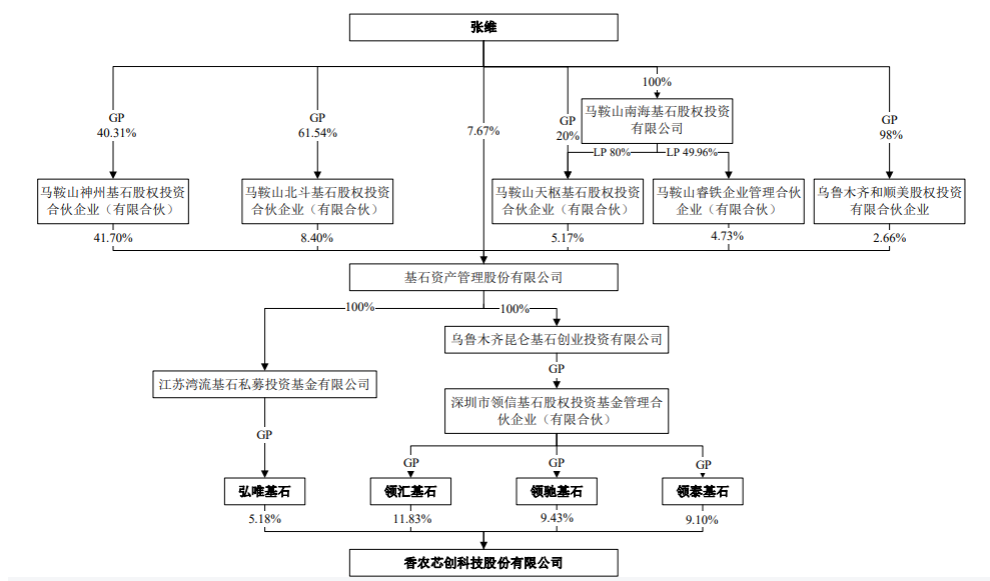 张维
100%
GP
40.31%
GP
61.54%
7.67%
GP
20%
马鞍山南海基石股权投资
有限公司
GP
98%
LP 80%
LP 49.96%
马鞍山神州基石股权投资
合伙企业（有限合伙）
马鞍山北斗基石股权投资
合伙企业（有限合伙）
马鞍山天枢基石股权投资
合伙企业（有限合伙）
马鞍山睿铁企业管理合伙
企业（有限合伙）
乌鲁木齐和顺美股权投资
有限合伙企业
41.70%
8.40%
5.17%
4.73%
2.66%
基石资产管理股份有限公司
100%
100%
乌鲁木齐昆仑基石创业投资有限公司
GP
江苏湾流基石私募投资基金有限公司
深圳市领信基石股权投资基金管理合
伙企业（有限合伙）
GP
GP
GP
GP
弘唯基石
领汇基石
领驰基石
领泰基石
5.18%
11.83%
9.43%
9.10%
香农芯创科技股份有限公司